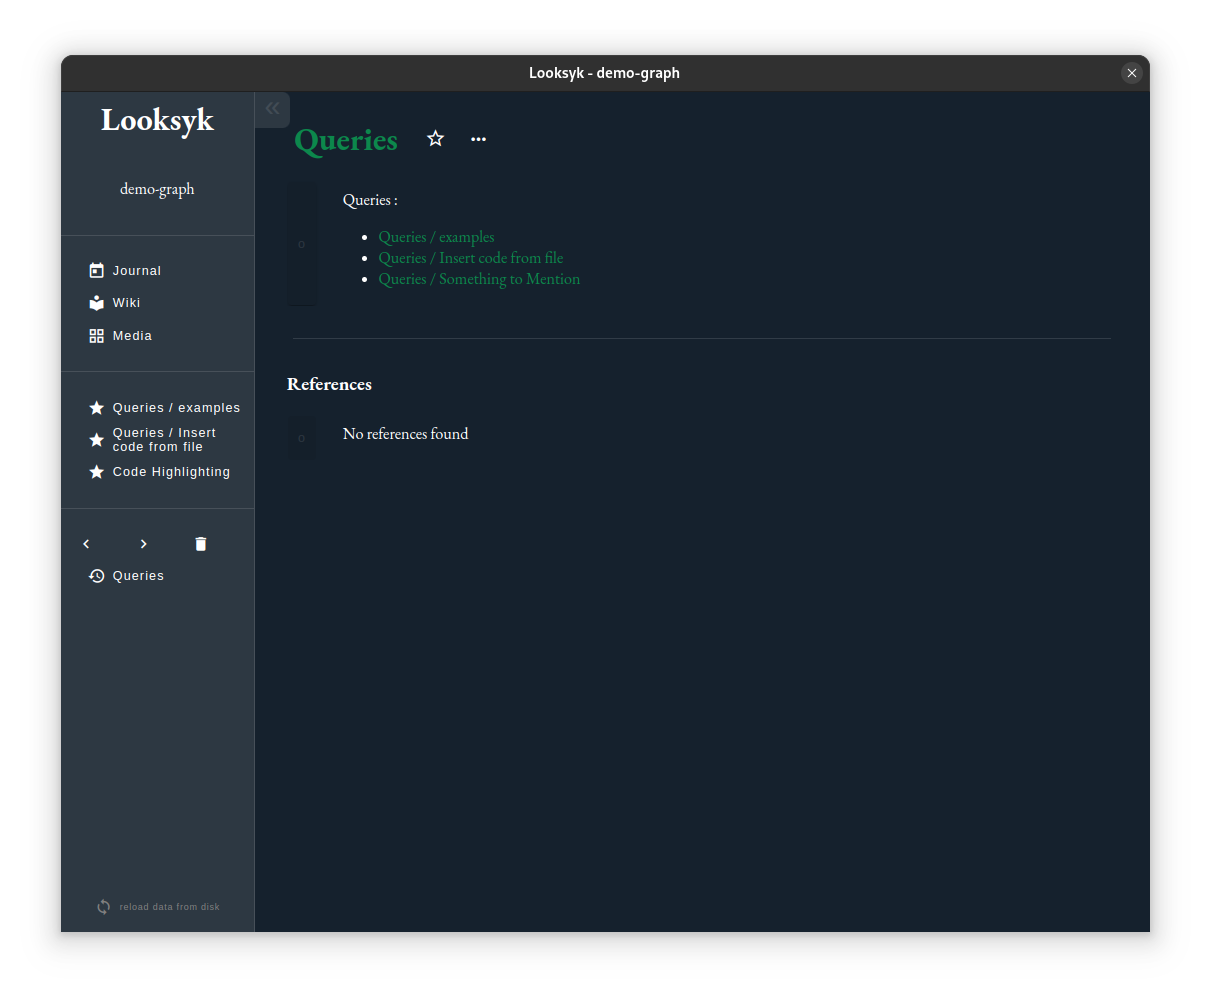 Looksyk - demo-graph
Looksyk
demo-graph
Journal
Wiki
Media
Queries / examples
Queries / Insert
code from file
Code Highlighting
Queries
reload data from disk
Queries
Queries :
Queries / examples
Queries / Insert code from file
Queries / Something to Mention
References
No references found